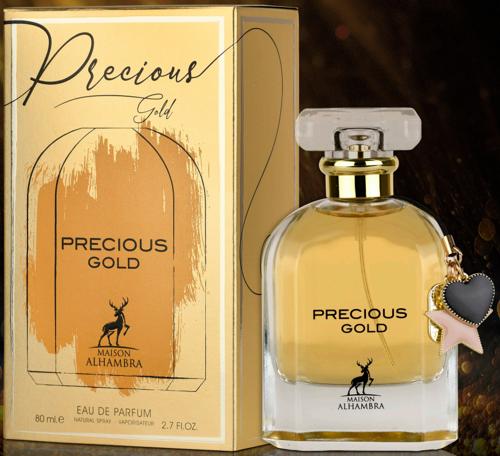 Precious
Gold
PRECIOUS
GOLD
MAISON
ALHAMBRA
80 ml.e
EAU DE PARFUM
NATURAL SPRAY - VAPORISATEUR
2.7 FL.OZ.
PRECIOUS
GOLD
MAISON
ALHAMBRA